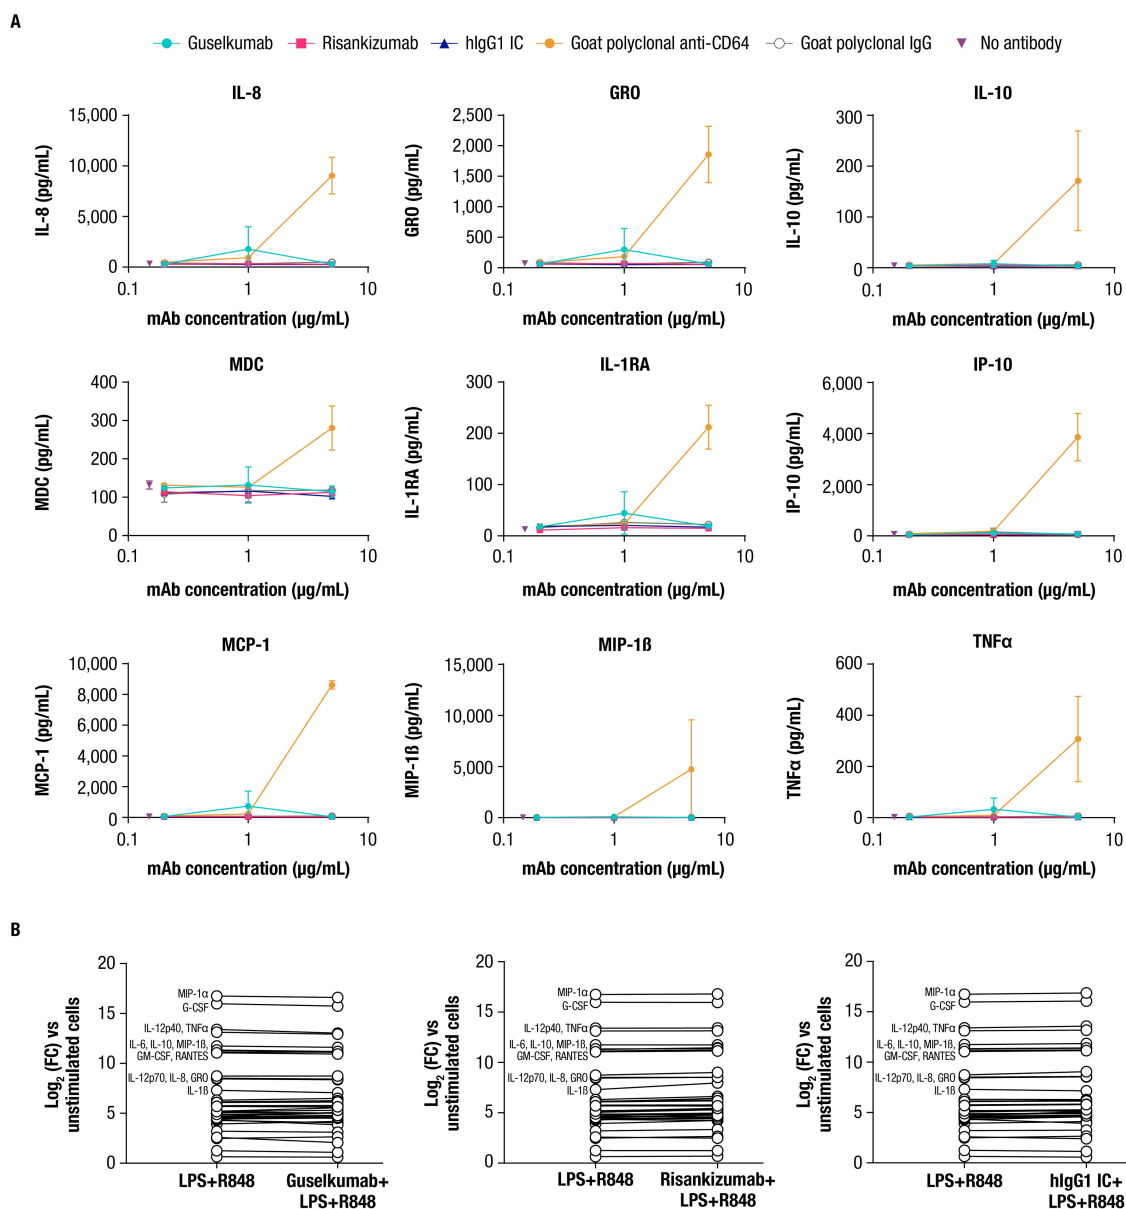 A
Guselkumab Risankizumab hIgG1 IC Goat polyclonal anti-CD64 Goat polyclonal IgG No antibody
IL-8
15,000
10,000
5,000
0
0.1 1 10
IL-8 (pg/mL)
mAb concentration (µg/mL)
GRO
2,500
2,000
1,500
1,000
500
0
0.1 1 10
GRO (pg/mL)
mAb concentration (µg/mL)
IL-10
300
200
100
0
0.1 1 10
IL-10 (pg/mL)
mAb concentration (µg/mL)
MDC
400
300
200
100
0
0.1 1 10
MDC (pg/mL)
mAb concentration (µg/mL)
IL-1RA
300
200
100
0
0.1 1 10
IL-1RA (pg/mL)
mAb concentration (µg/mL)
IP-10
6,000
4,000
2,000
0
0.1 1 10
IP-10 (pg/mL)
mAb concentration (µg/mL)
MCP-1
10,000
8,000
6,000
4,000
2,000
0
0.1 1 10
MCP-1 (pg/mL)
mAb concentration (µg/mL)
MIP-1ß
15,000
10,000
5,000
0
0.1 1 10
MIP-1ß (pg/mL)
mAb concentration (µg/mL)
TNFα
600
400
200
0
0.1 1 10
TNFα (pg/mL)
mAb concentration (µg/mL)
B
Log₂ (FC) vs
unstimulated cells
20
15
10
5
0
MIP-1α
G-CSF
IL-12p40, TNFα
IL-6, IL-10, MIP-1ß,
GM-CSF, RANTES
IL-12p70, IL-8, GRO
IL-1ß
LPS+R848
Guselkumab+
LPS+R848
Log₂ (FC) vs
unstimulated cells
20
15
10
5
0
MIP-1α
G-CSF
IL-12p40, TNFα
IL-6, IL-10, MIP-1ß,
GM-CSF, RANTES
IL-12p70, IL-8, GRO
IL-1ß
LPS+R848
Risankizumab+
LPS+R848
Log₂ (FC) vs
unstimulated cells
20
15
10
5
0
MIP-1α
G-CSF
IL-12p40, TNFα
IL-6, IL-10, MIP-1ß,
GM-CSF, RANTES
IL-12p70, IL-8, GRO
IL-1ß
LPS+R848
hIgG1 IC+
LPS+R848